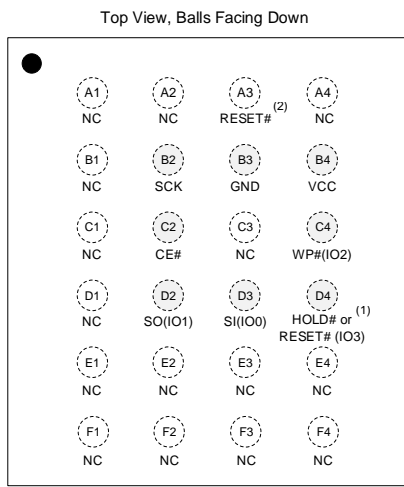 Top View, Balls Facing Down
A1 A2 A3 A4
NC NC RESET# (2) NC
B1 B2 B3 B4
NC SCK GND VCC
C1 C2 C3 C4
NC CE# NC WP#(IO2)
D1 D2 D3 D4
NC SO(IO1) SI(IO0) HOLD# or (1)
RESET# (IO3)
E1 E2 E3 E4
NC NC NC NC
F1 F2 F3 F4
NC NC NC NC